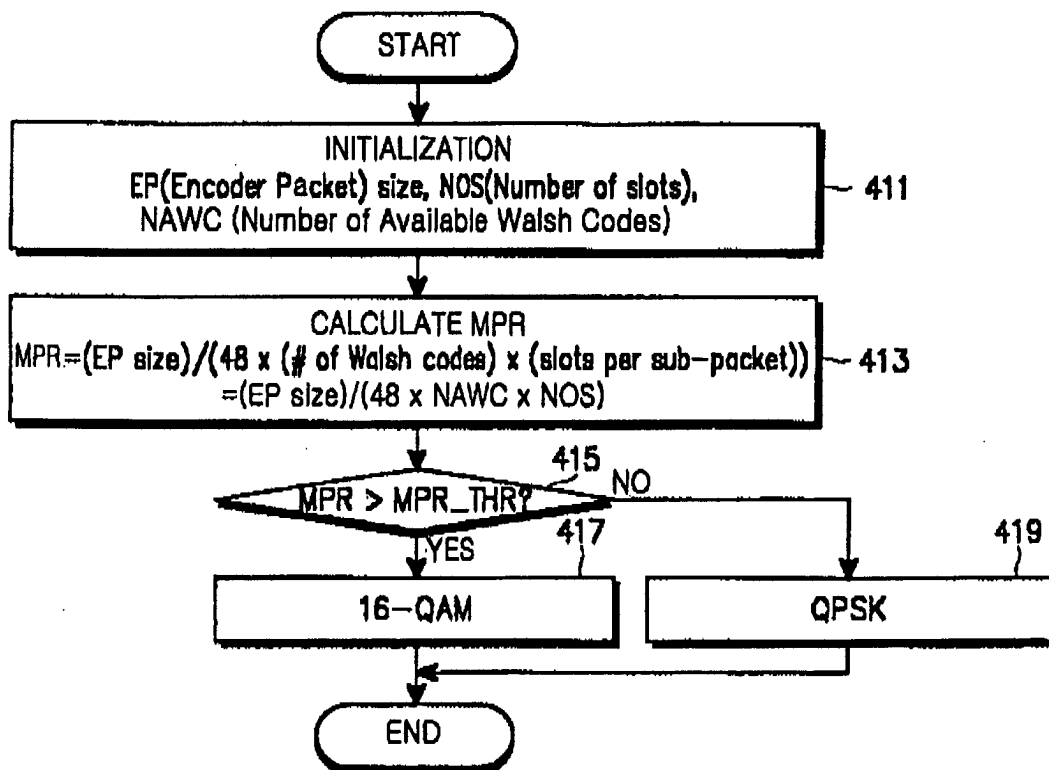 START
INITIALIZATION
EP(Encoder Packet) size, NOS(Number of slots),
NAWC (Number of Available Walsh Codes)
411
CALCULATE MPR
MPR=(EP size)/(48 x (# of Walsh codes) x (slots per sub-packet))
=(EP size)/(48 x NAWC x NOS)
413
415
MPR > MPR_THR?
NO
YES
417
419
16-QAM
QPSK
END